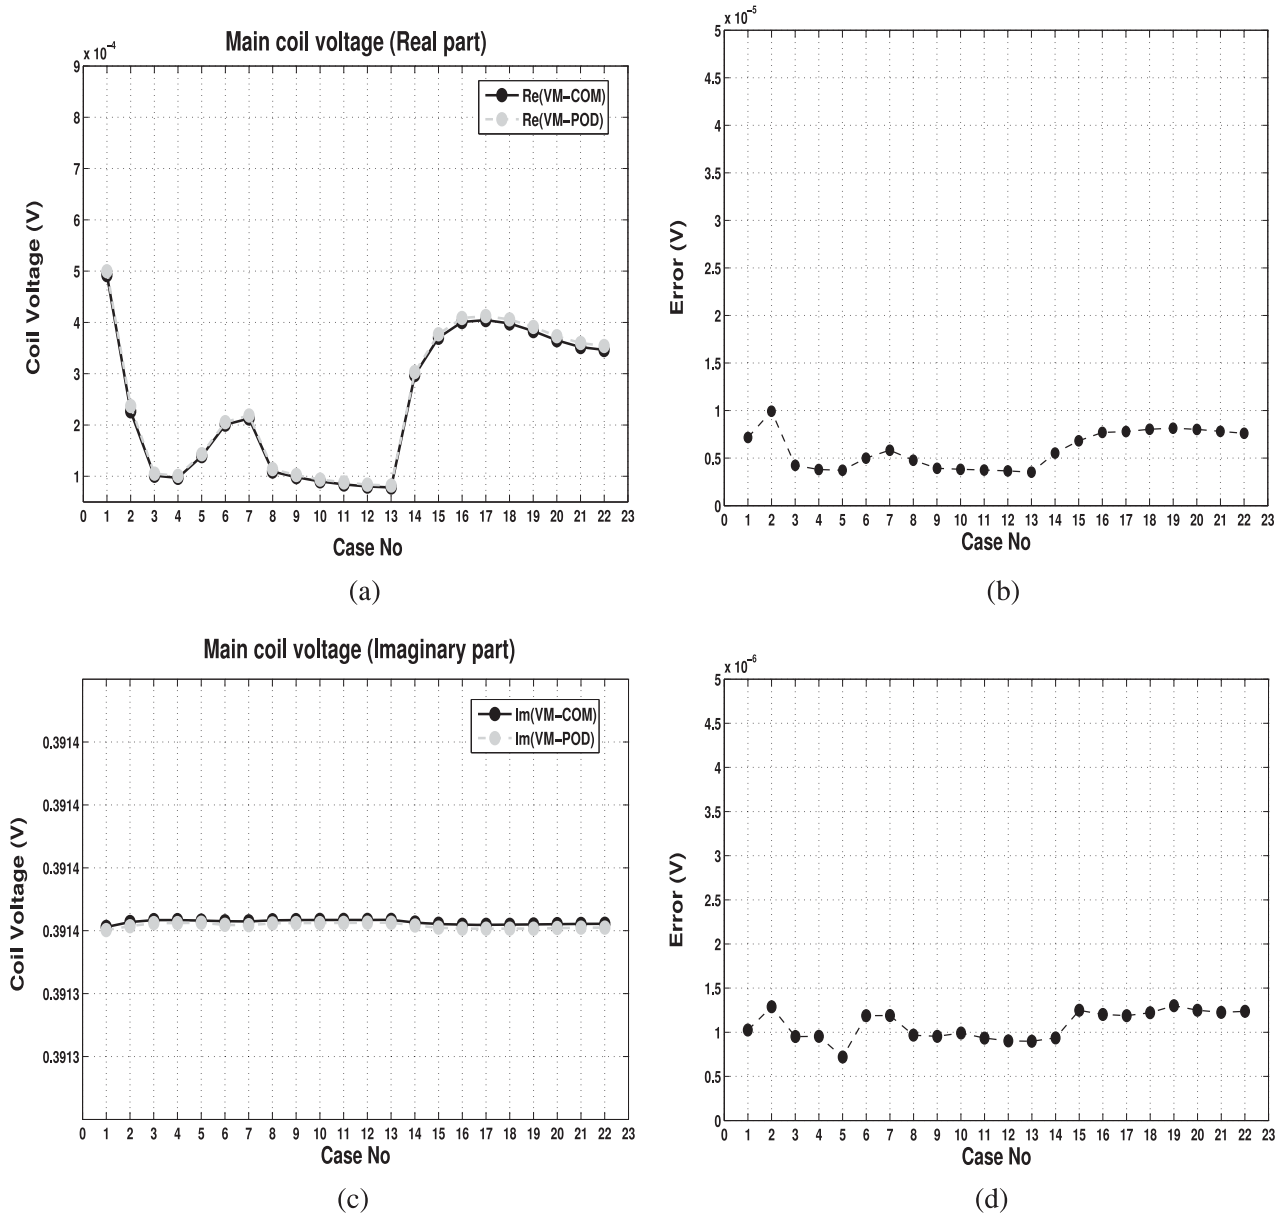 Main coil voltage (Real part)
x 10⁻⁴
9
8
7
6
5
4
3
2
1
Coil Voltage (V)
Re(VM-COM)
Re(VM-POD)
0 1 2 3 4 5 6 7 8 9 10 11 12 13 14 15 16 17 18 19 20 21 22 23
Case No
(a)
x 10⁻⁵
5
4.5
4
3.5
3
2.5
2
1.5
1
0.5
0
Error (V)
0 1 2 3 4 5 6 7 8 9 10 11 12 13 14 15 16 17 18 19 20 21 22 23
Case No
(b)
Main coil voltage (Imaginary part)
0.3914
0.3914
0.3914
0.3914
0.3913
0.3913
Coil Voltage (V)
Im(VM-COM)
Im(VM-POD)
0 1 2 3 4 5 6 7 8 9 10 11 12 13 14 15 16 17 18 19 20 21 22 23
Case No
(c)
x 10⁻⁶
5
4.5
4
3.5
3
2.5
2
1.5
1
0.5
0
Error (V)
0 1 2 3 4 5 6 7 8 9 10 11 12 13 14 15 16 17 18 19 20 21 22 23
Case No
(d)